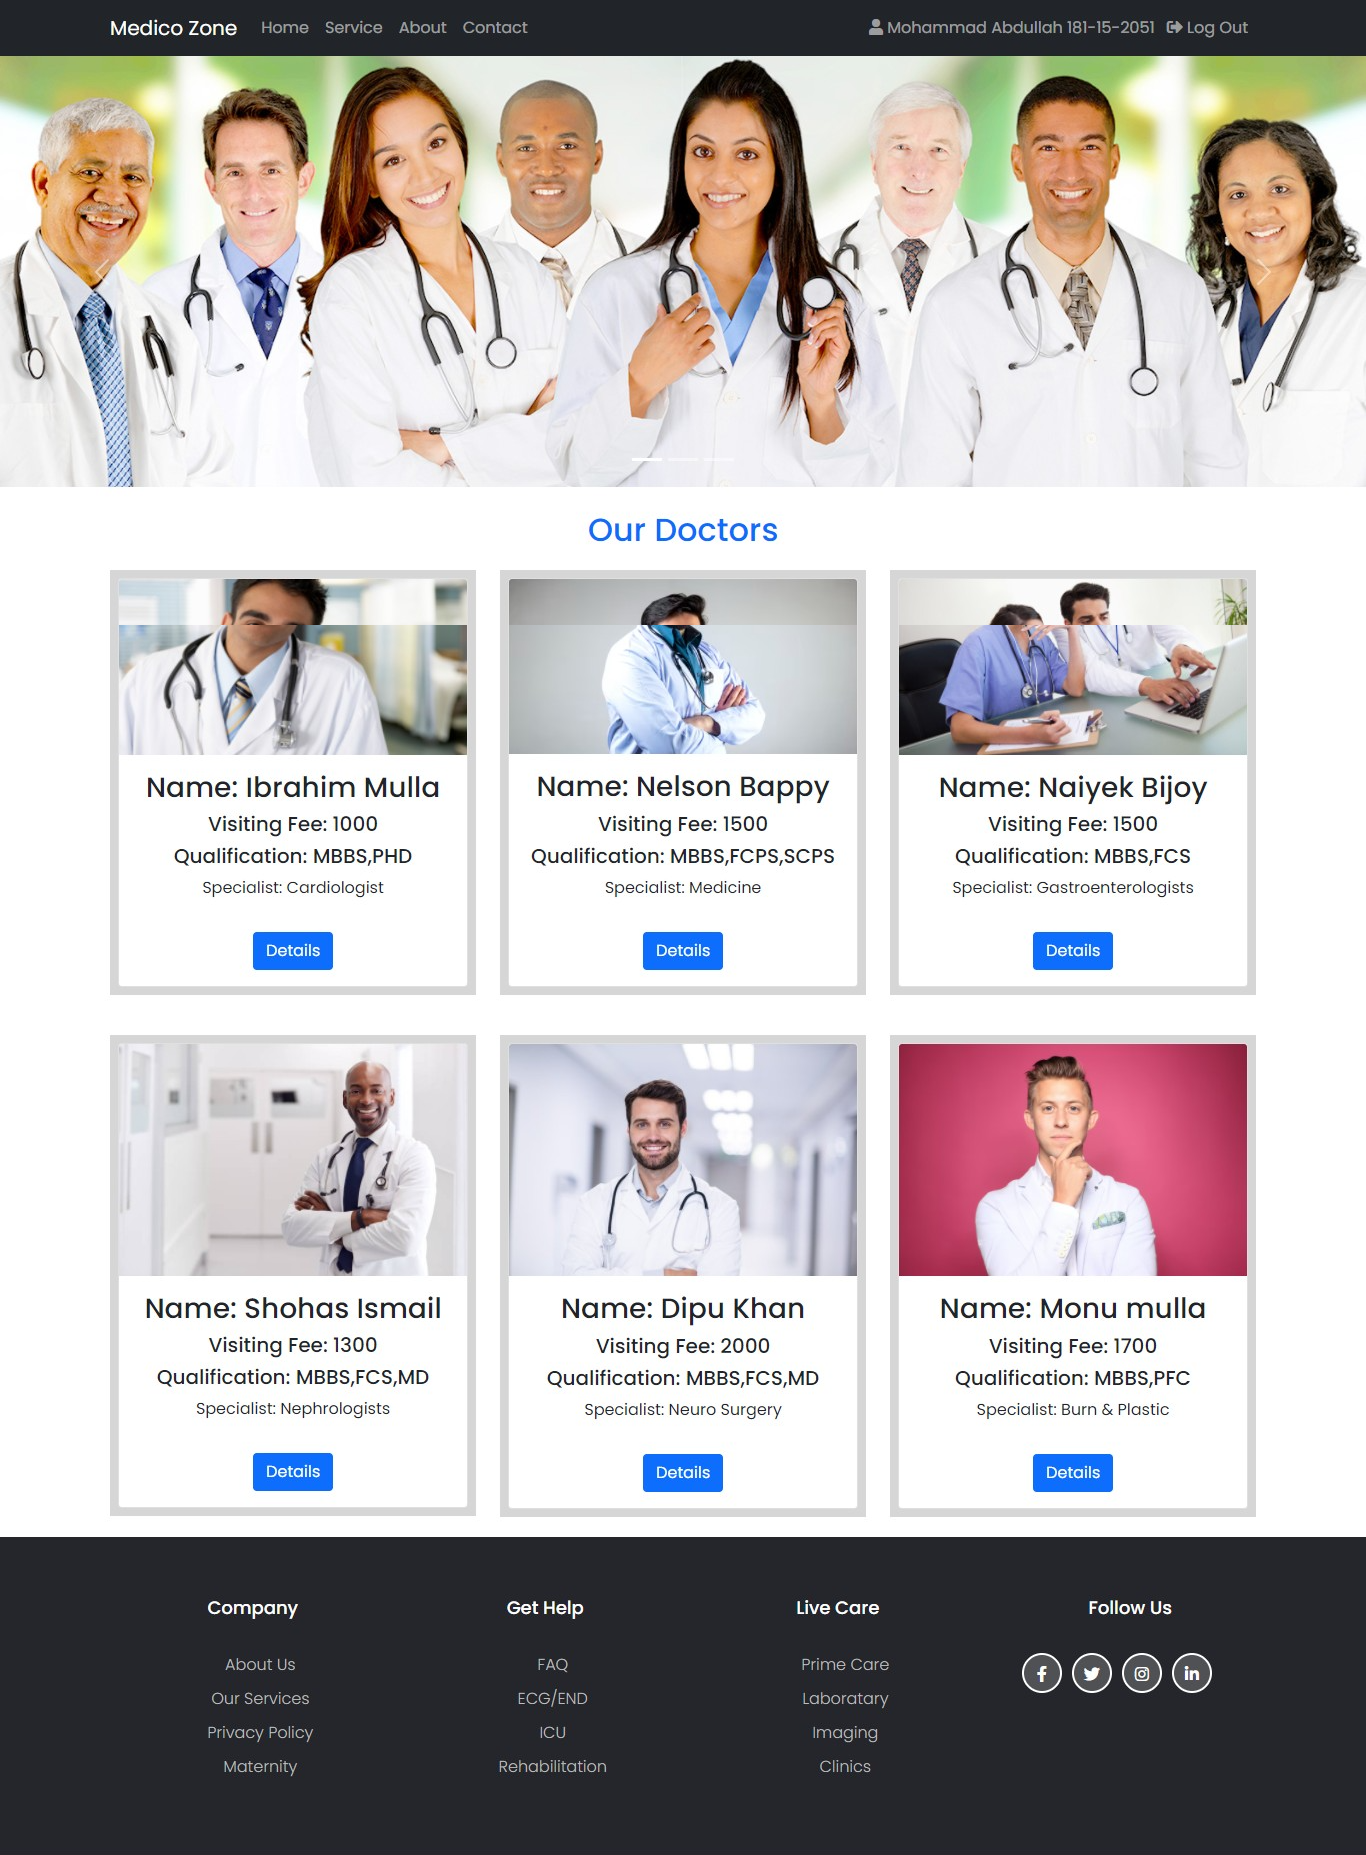 Medico Zone Home Service About Contact Mohammad Abdullah 181-15-2051 Log Out
Our Doctors
Name: Ibrahim Mulla
Visiting Fee: 1000
Qualification: MBBS,PHD
Specialist: Cardiologist
Details
Name: Nelson Bappy
Visiting Fee: 1500
Qualification: MBBS,FCPS,SCPS
Specialist: Medicine
Details
Name: Naiyek Bijoy
Visiting Fee: 1500
Qualification: MBBS,FCS
Specialist: Gastroenterologists
Details
Name: Shohas Ismail
Visiting Fee: 1300
Qualification: MBBS,FCS,MD
Specialist: Nephrologists
Details
Name: Dipu Khan
Visiting Fee: 2000
Qualification: MBBS,FCS,MD
Specialist: Neuro Surgery
Details
Name: Monu mulla
Visiting Fee: 1700
Qualification: MBBS,PFC
Specialist: Burn & Plastic
Details
Company
About Us
Our Services
Privacy Policy
Maternity
Get Help
FAQ
ECG/END
ICU
Rehabilitation
Live Care
Prime Care
Laboratary
Imaging
Clinics
Follow Us